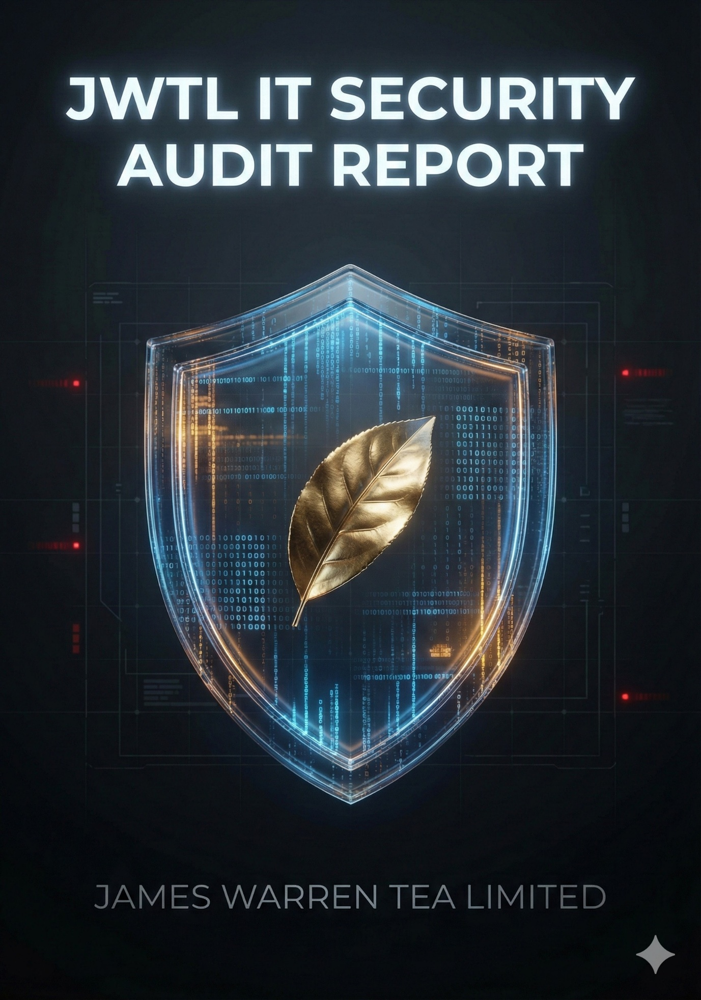 JWTL IT SECURITY
AUDIT REPORT
JAMES WARREN TEA LIMITED